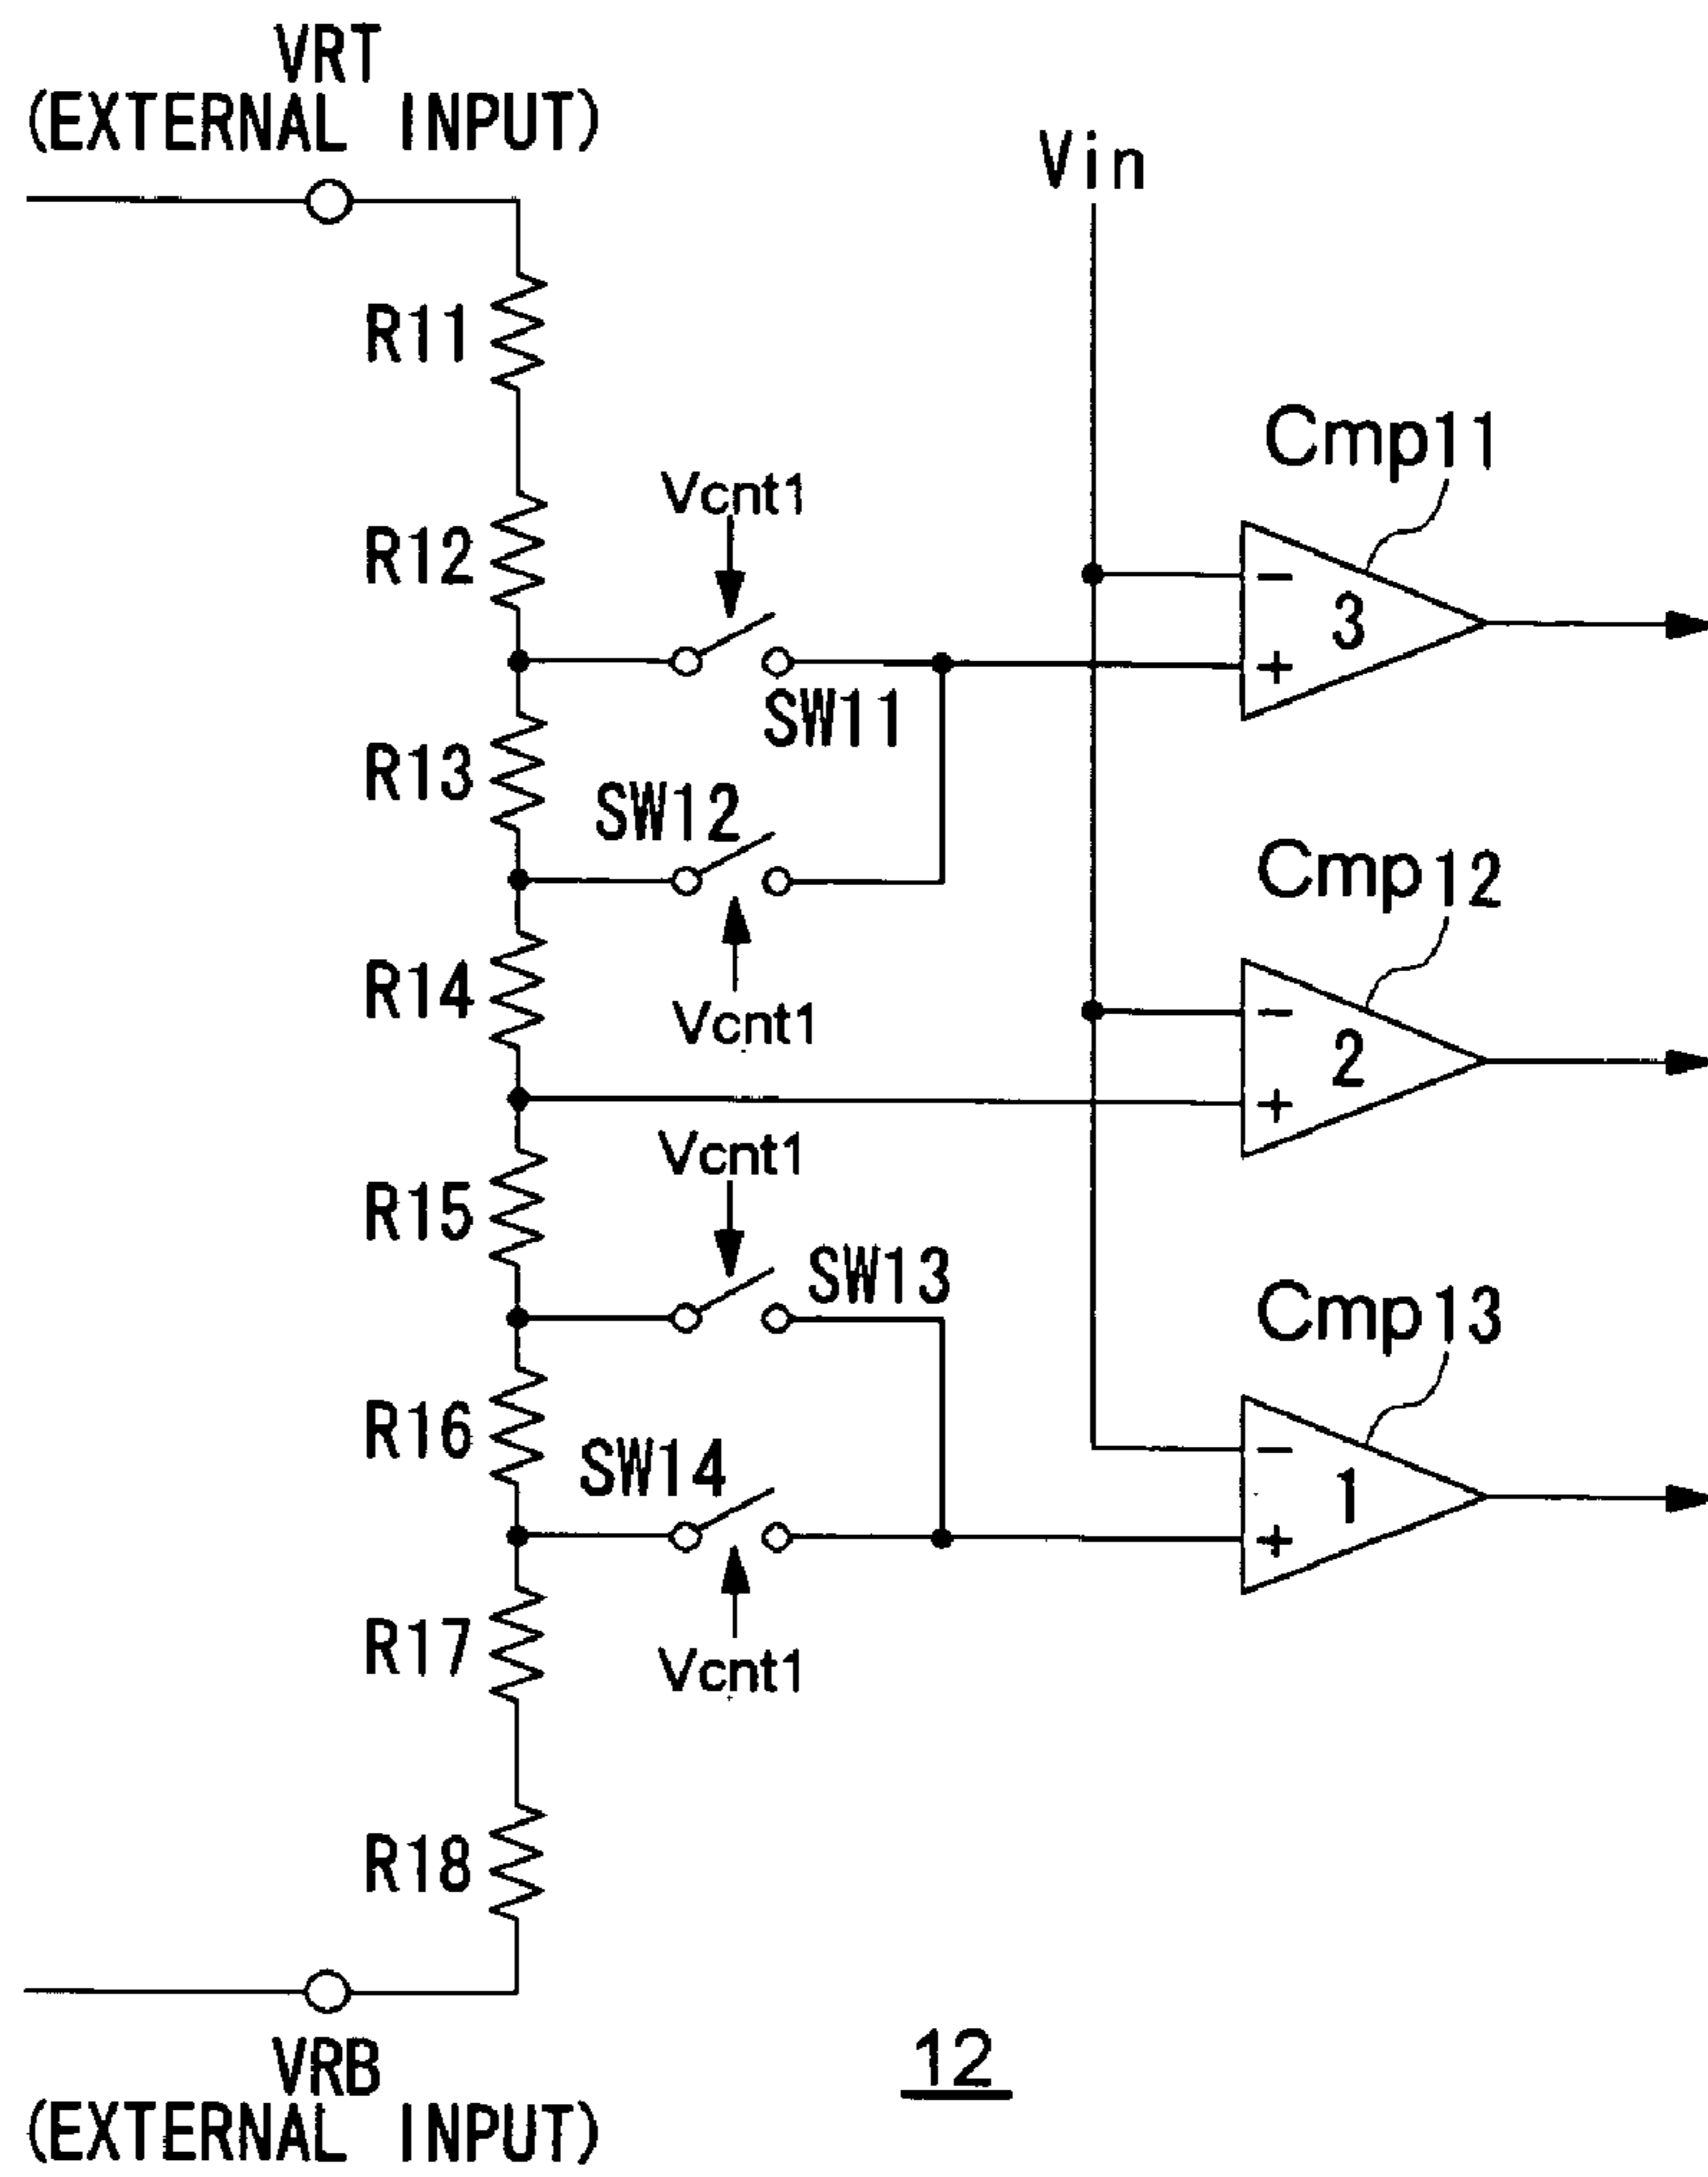 VRT
(EXTERNAL INPUT)
Vin
R11
Cmp11
Vcnt1
R12
−
3
+
SW11
R13
SW12
Cmp12
R14
Vcnt1
−
2
+
Vcnt1
R15
SW13
Cmp13
R16
SW14
−
1
+
R17
Vcnt1
R18
VRB
(EXTERNAL INPUT)
12